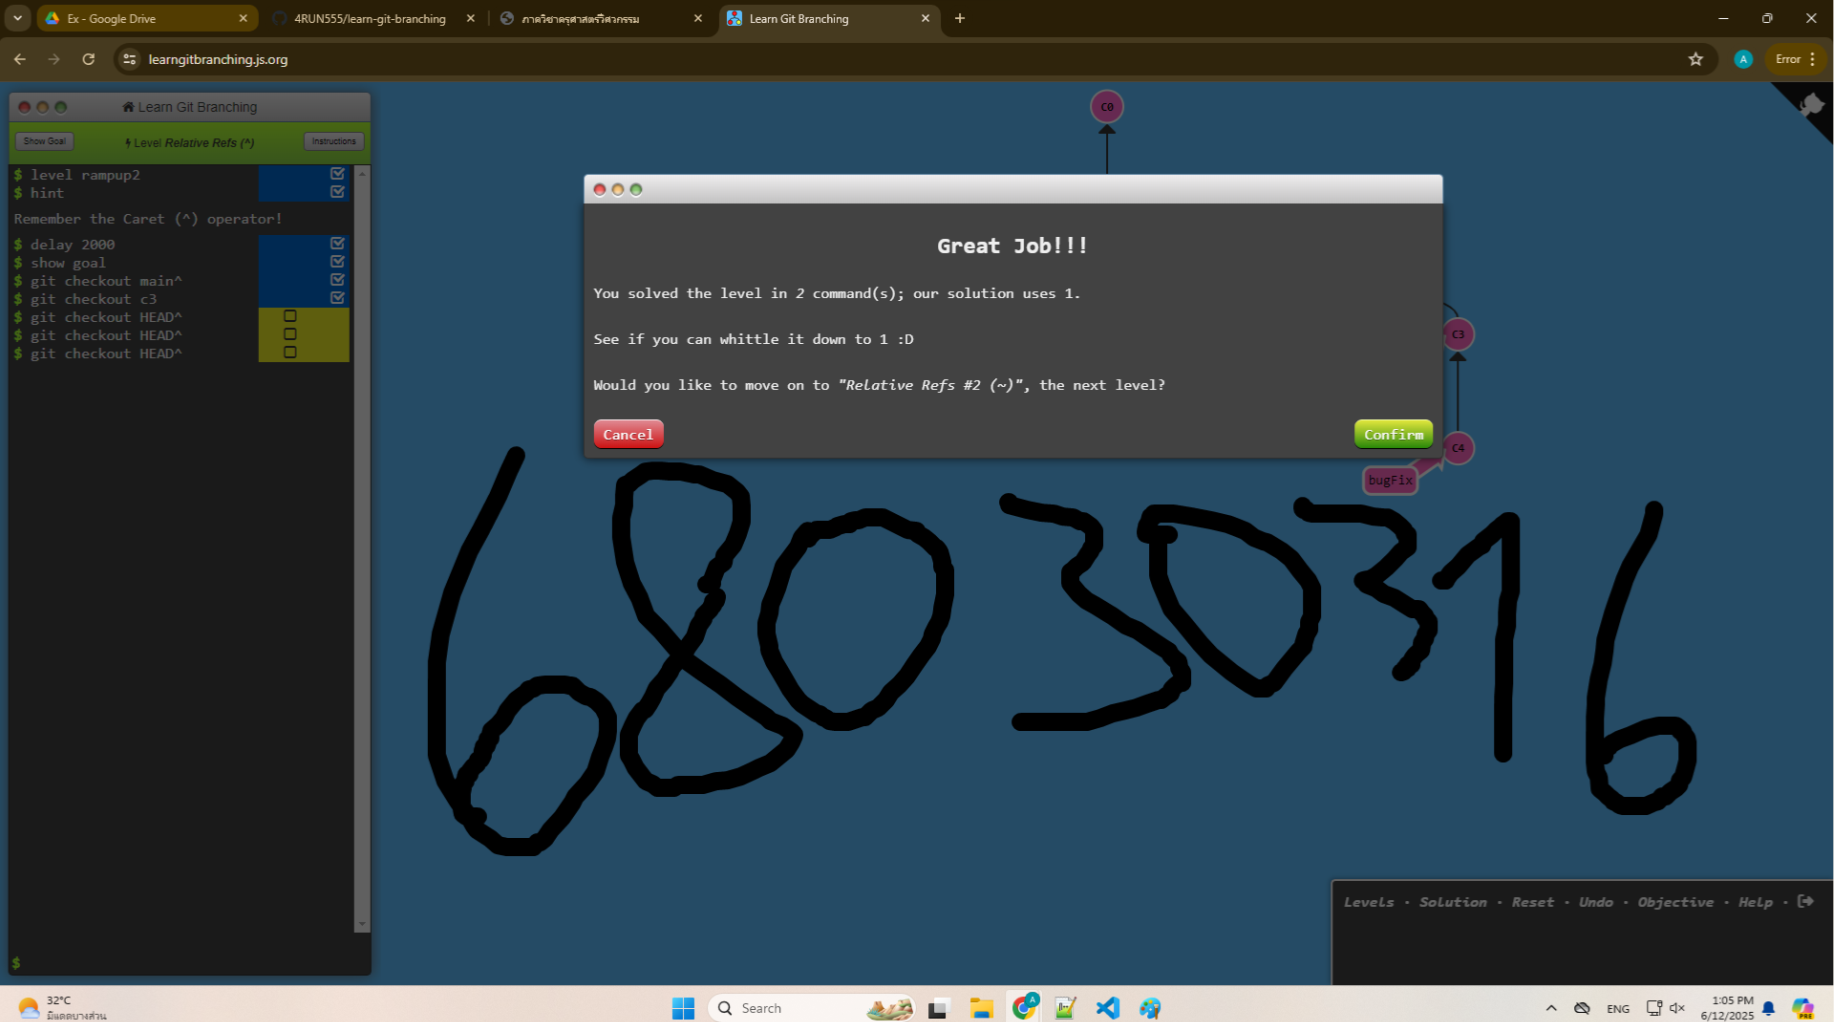 Ex - Google Drive
4RUN555/learn-git-branching
ภาควิชาครุศาสตร์วิศวกรรม
Learn Git Branching
learngitbranching.js.org
A
Error
Learn Git Branching
Show Goal
Level Relative Refs (^)
Instructions
$ level rampup2
$ hint
Remember the Caret (^) operator!
$ delay 2000
$ show goal
$ git checkout main^
$ git checkout c3
$ git checkout HEAD^
$ git checkout HEAD^
$ git checkout HEAD^
$
C0
Great Job!!!
You solved the level in 2 command(s); our solution uses 1.
See if you can whittle it down to 1 :D
Would you like to move on to "Relative Refs #2 (~)", the next level?
Cancel
Confirm
C3
C4
bugFix
68030316
Levels · Solution · Reset · Undo · Objective · Help ·
32°C
มีแดดบางส่วน
Search
A
ENG
1:05 PM
6/12/2025
PRE